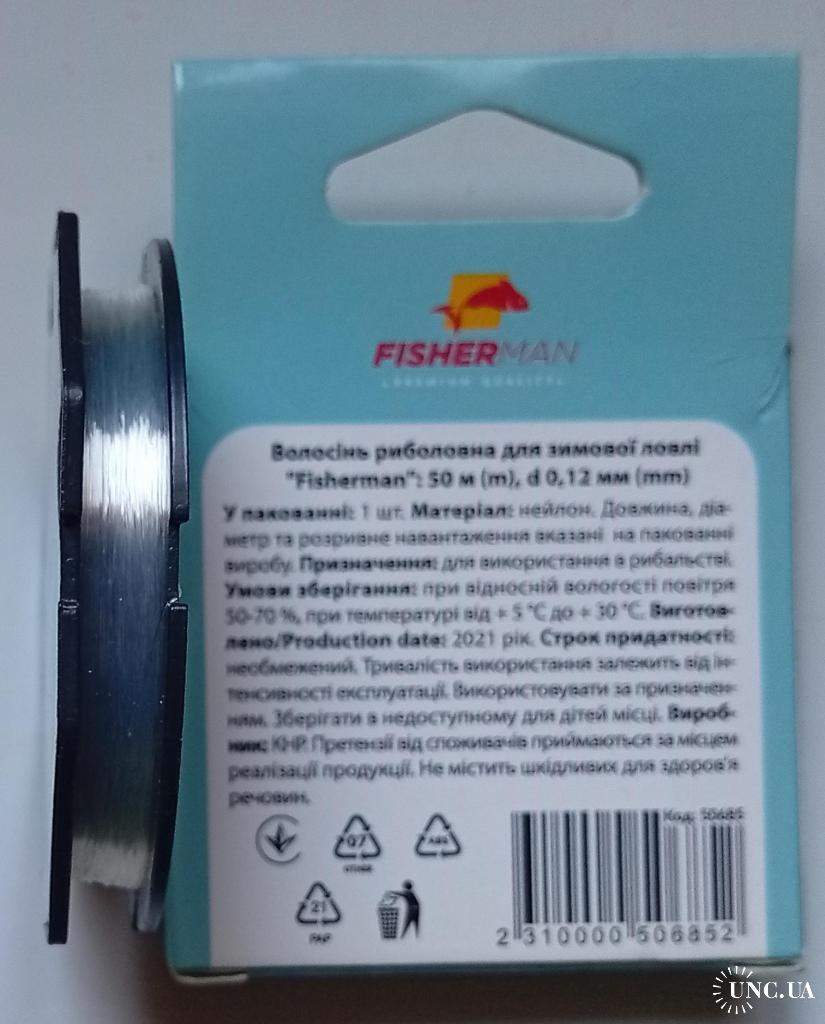 FISHERMAN
PREMIUM QUALITY
Волосінь риболовна для зимової ловлі
"Fisherman": 50 м (m), d 0,12 мм (mm)
У пакованні: 1 шт. Матеріал: нейлон. Довжина, діа-
метр та розривне навантаження вказані на пакованні
виробу. Призначення: для використання в рибальстві.
Умови зберігання: при відносній вологості повітря
50-70 %, при температурі від + 5 °C до + 30 °C. Виготов-
лено/Production date: 2021 рік. Строк придатності:
необмежений. Тривалість використання залежить від ін-
тенсивності експлуатації. Використовувати за призначен-
ням. Зберігати в недоступному для дітей місці. Вироб-
ник: КНР. Претензії від споживачів приймаються за місцем
реалізації продукції. Не містить шкідливих для здоров'я
речовин.
Код: 50685
07
OTHER
ABS
21
PAP
2 310000 506852
UNC.UA